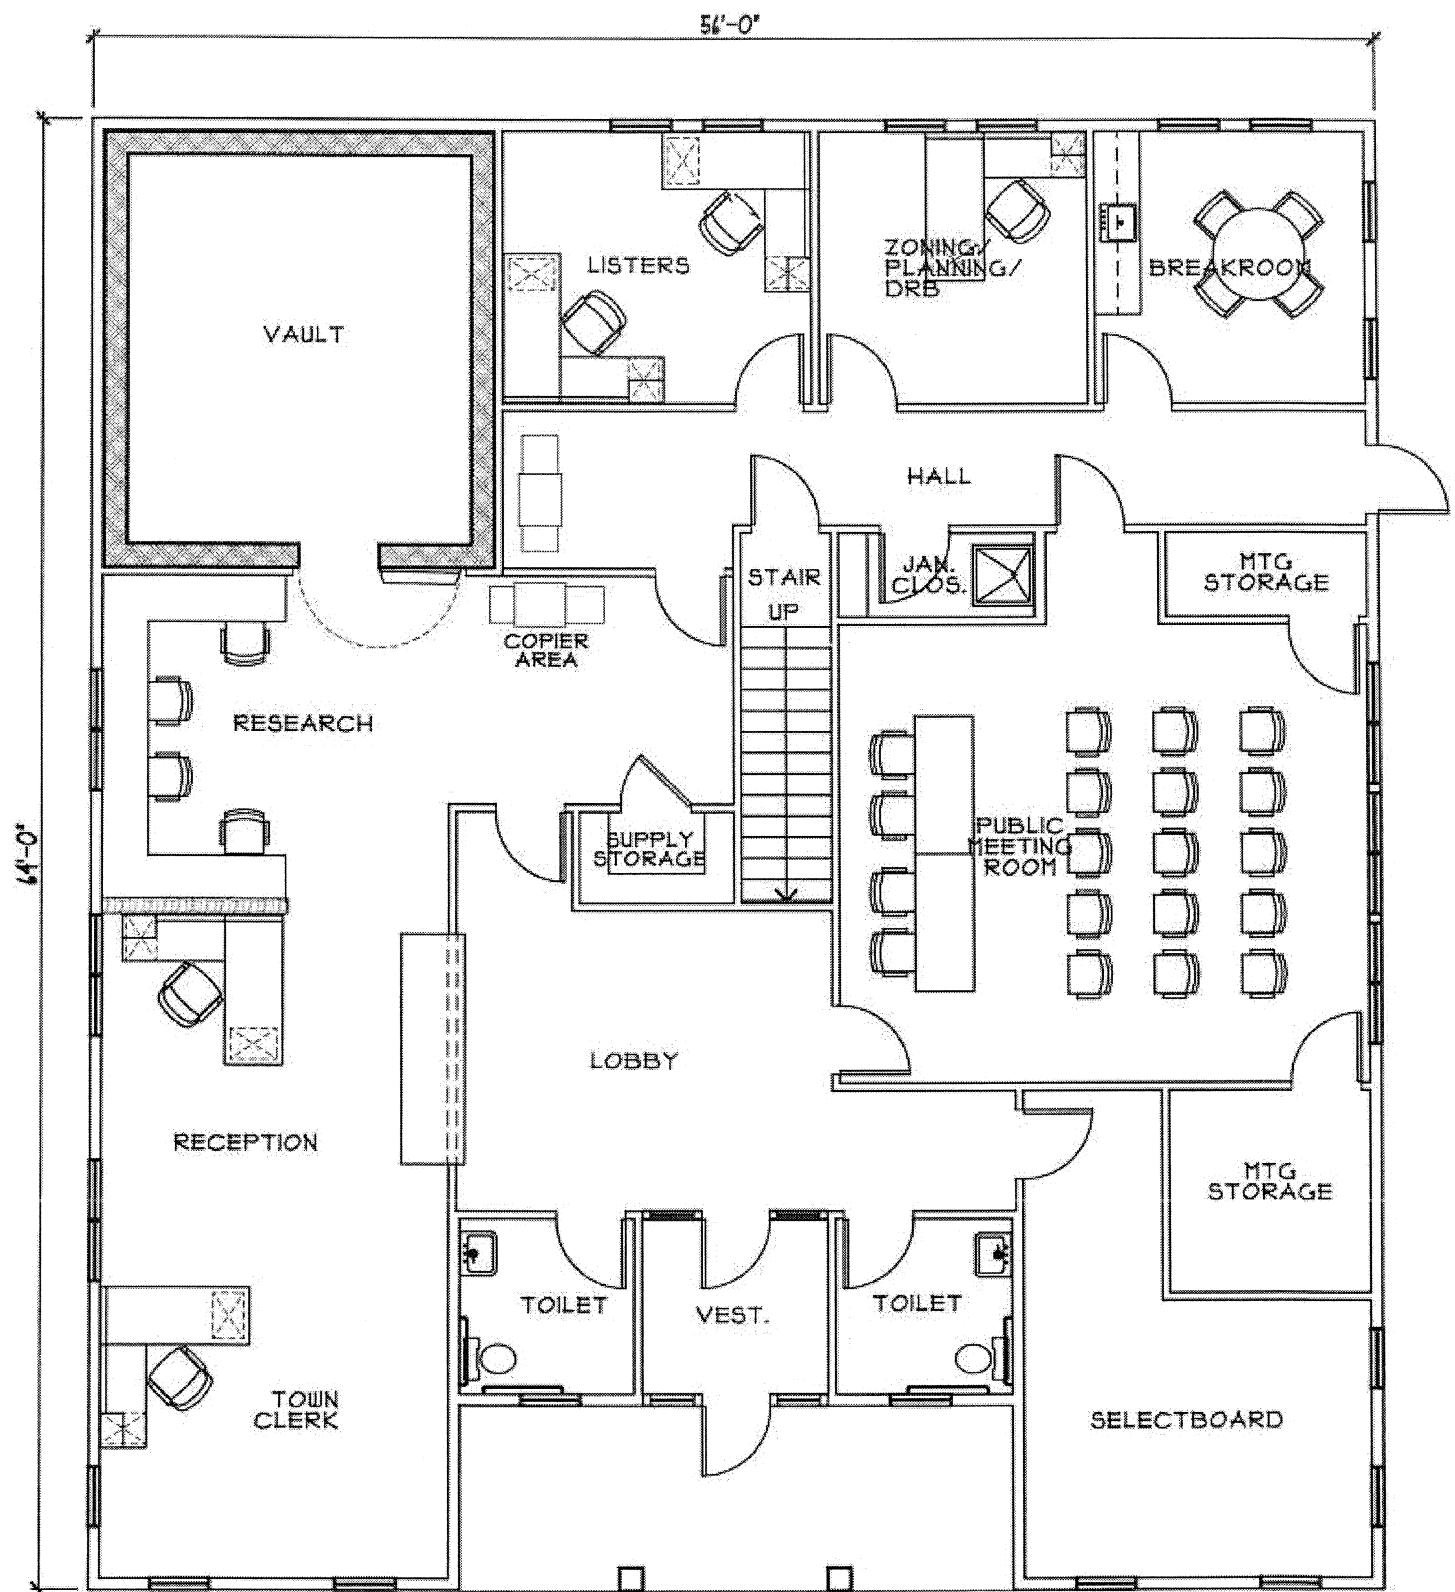 56'-0"
LISTERS
ZONING/
PLANNING/
DRB
BREAKROOM
VAULT
HALL
JAN.
CLOS.
MTG
STORAGE
STAIR
UP
COPIER
AREA
RESEARCH
SUPPLY
STORAGE
PUBLIC
MEETING
ROOM
64'-0"
LOBBY
RECEPTION
MTG
STORAGE
TOILET
VEST.
TOILET
TOWN
CLERK
SELECTBOARD